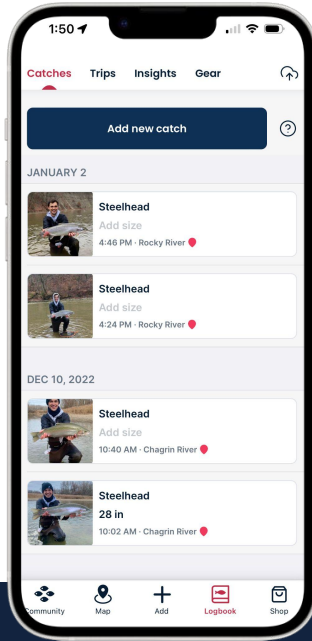 1:50
Catches Trips Insights Gear
Add new catch
JANUARY 2
Steelhead
Add size
4:46 PM · Rocky River
Steelhead
Add size
4:24 PM · Rocky River
DEC 10, 2022
Steelhead
Add size
10:40 AM · Chagrin River
Steelhead
28 in
10:02 AM · Chagrin River
Community Map Add Logbook Shop